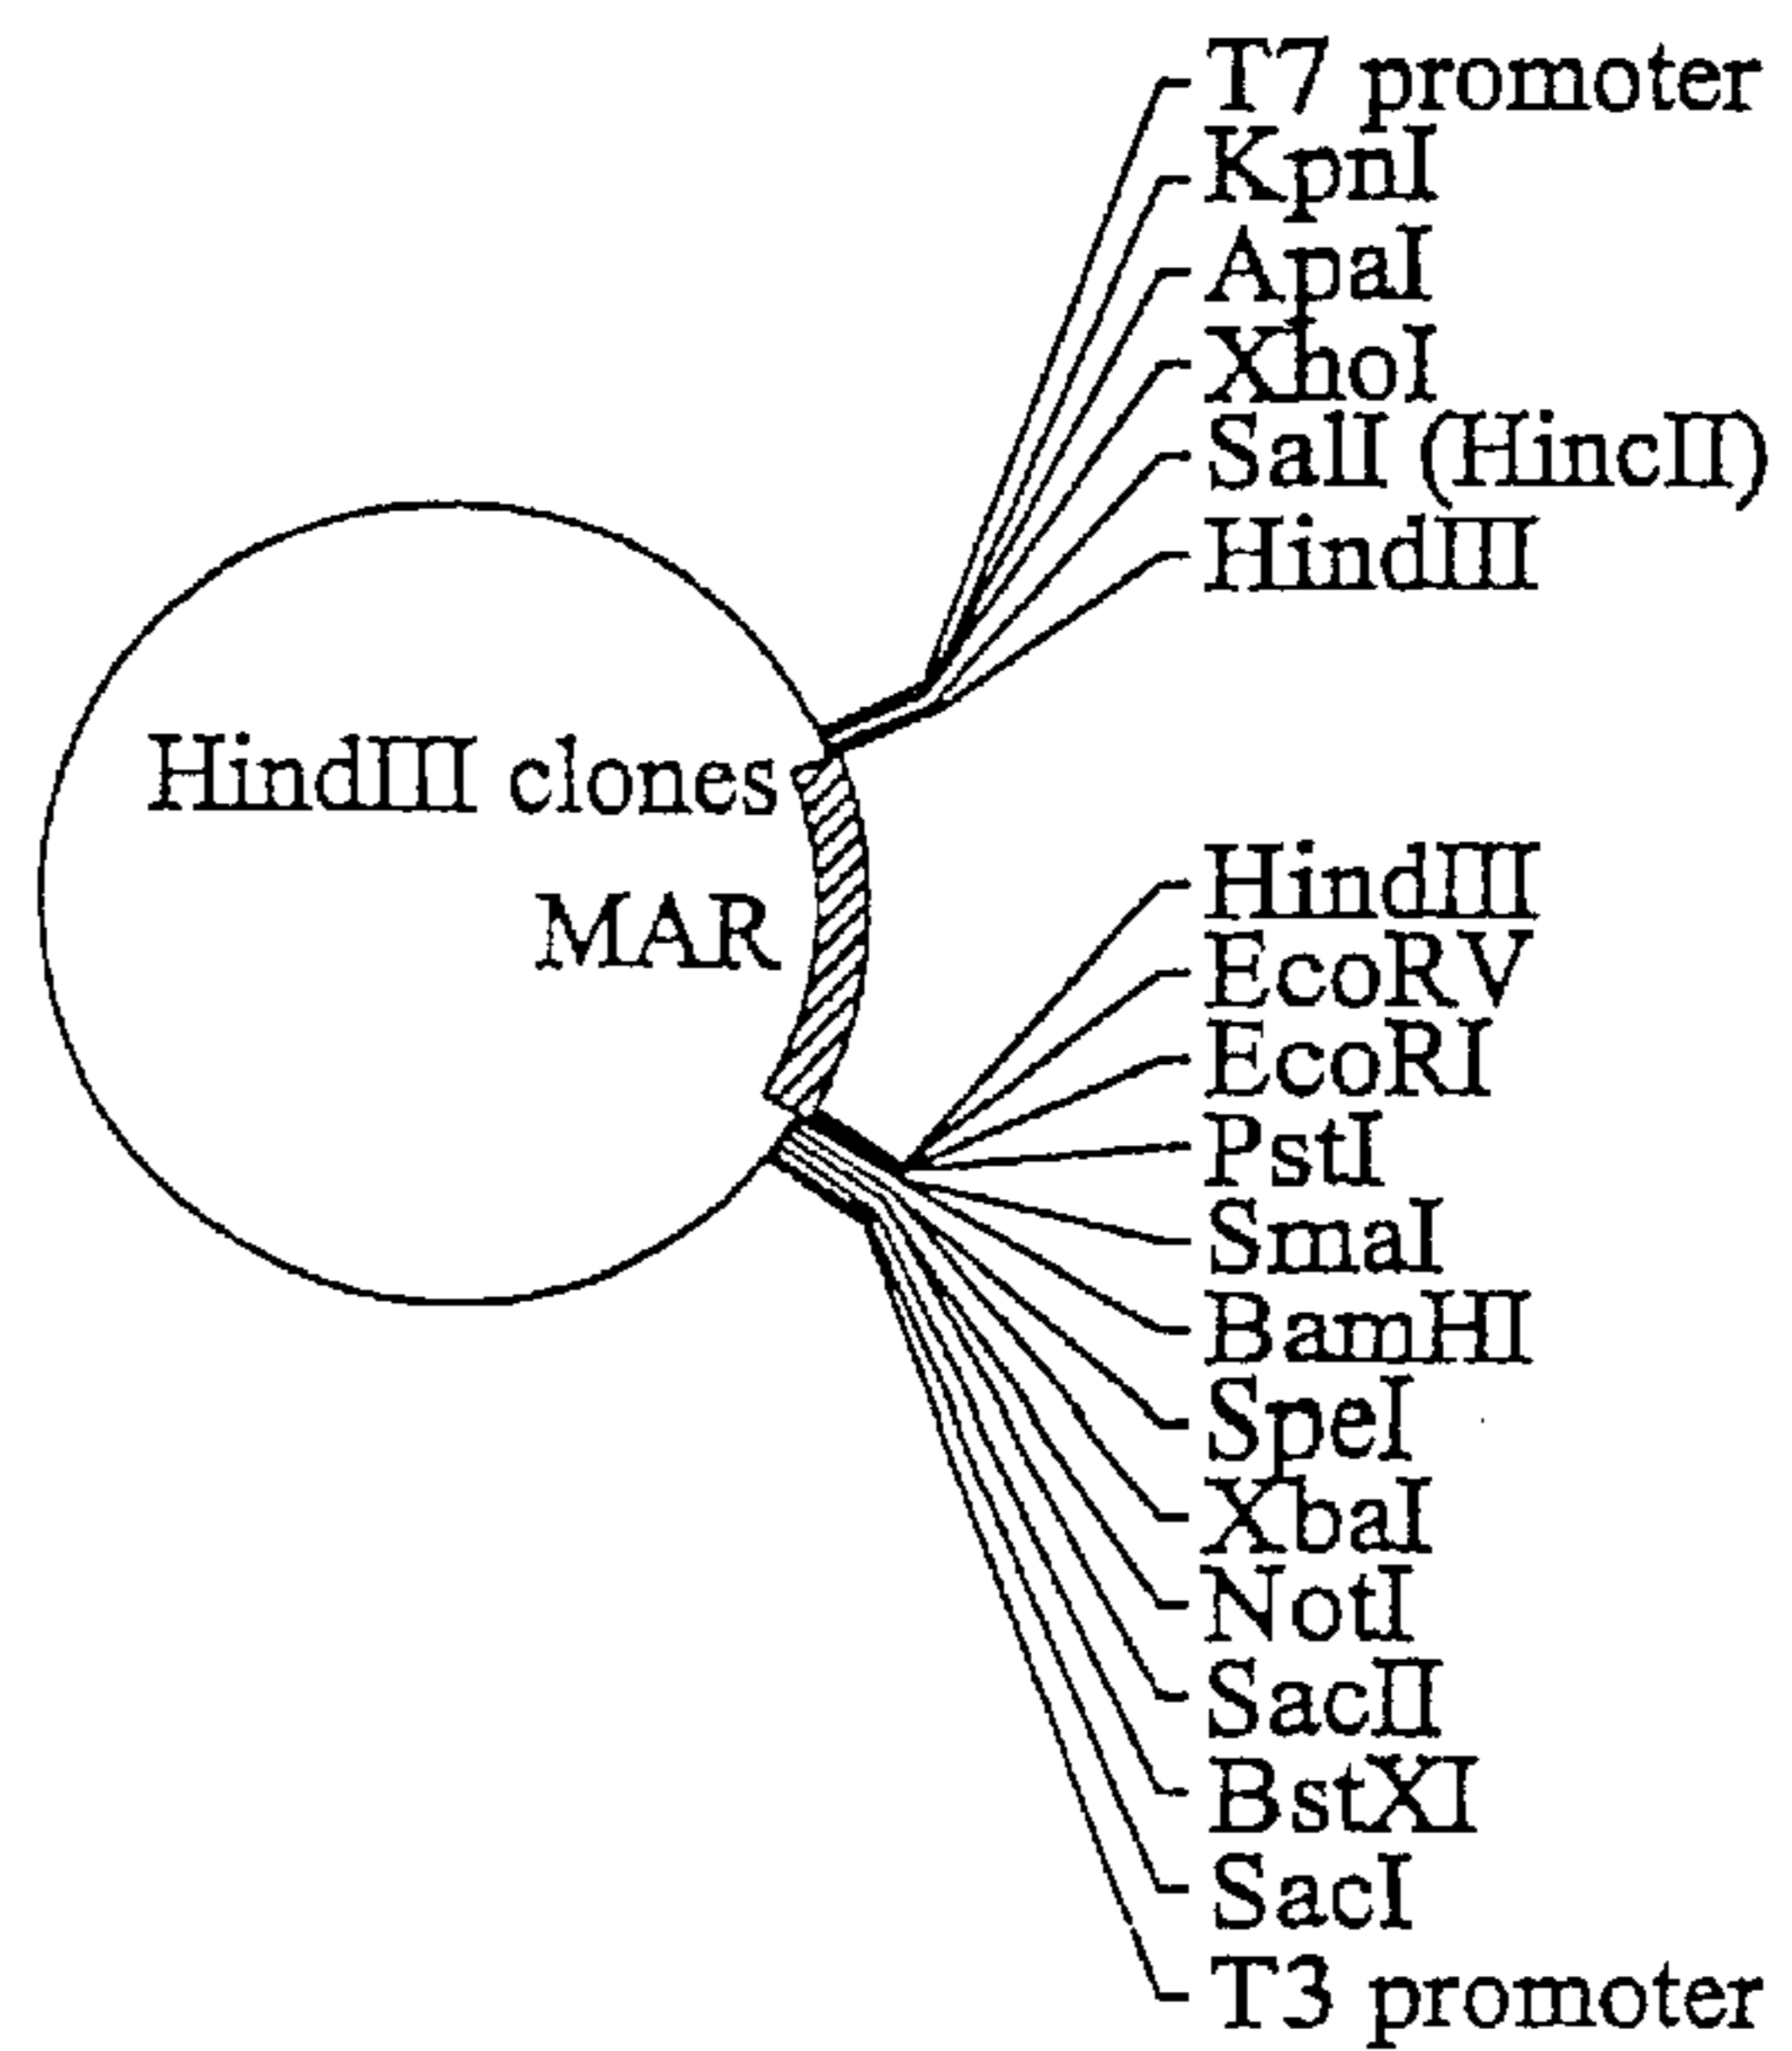 T7 promoter
KpnI
ApaI
XhoI
SalI (HincII)
HindIII
HindIII clones
MAR
HindIII
EcoRV
EcoRI
PstI
SmaI
BamHI
SpeI
XbaI
NotI
SacII
BstXI
SacI
T3 promoter